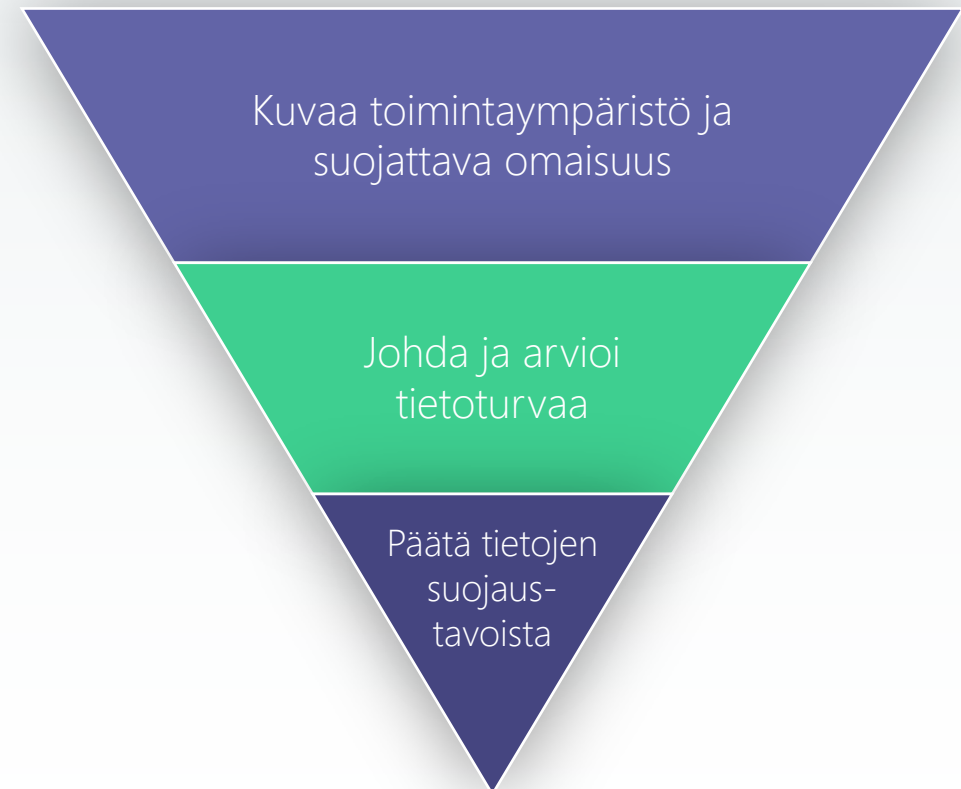 Kuvaa toimintaympäristö ja
suojattava omaisuus
Johda ja arvioi
tietoturvaa
Päätä tietojen
suojaus-
tavoista